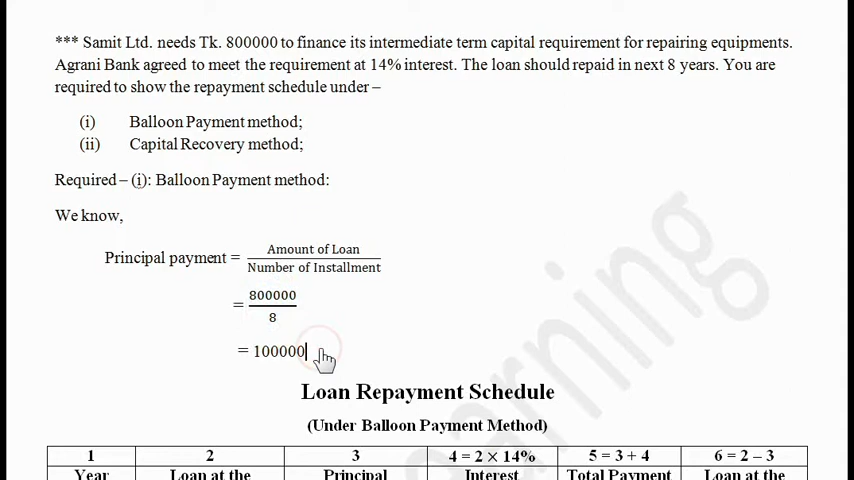 *** Samit Ltd. needs Tk. 800000 to finance its intermediate term capital requirement for repairing equipments.
Agrani Bank agreed to meet the requirement at 14% interest. The loan should repaid in next 8 years. You are
required to show the repayment schedule under –
(i) Balloon Payment method;
(ii) Capital Recovery method;
Required – (i): Balloon Payment method:
We know,
Principal payment = Amount of Loan / Number of Installment
= 800000 / 8
= 100000
Loan Repayment Schedule
(Under Balloon Payment Method)
1 2 3 4 = 2 × 14% 5 = 3 + 4 6 = 2 – 3
Year Loan at the Principal Interest Total Payment Loan at the